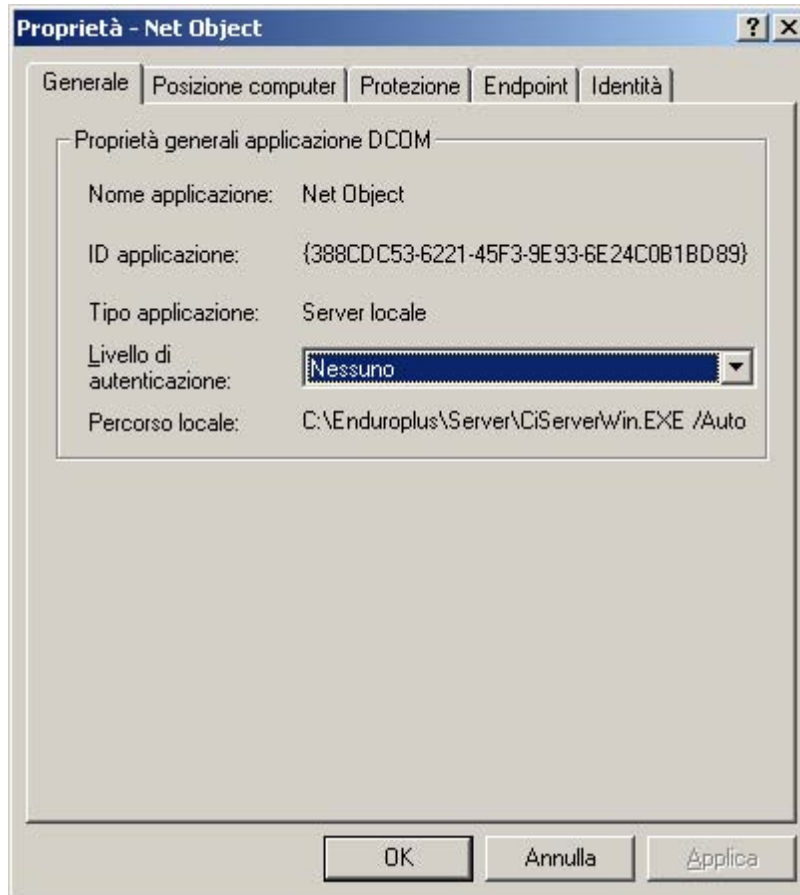 Proprietà - Net Object
Generale Posizione computer Protezione Endpoint Identità
Proprietà generali applicazione DCOM
Nome applicazione: Net Object
ID applicazione: {388CDC53-6221-45F3-9E93-6E24C0B1BD89}
Tipo applicazione: Server locale
Livello di
autenticazione: Nessuno
Percorso locale: C:\Enduroplus\Server\CiServerWin.EXE /Auto
OK Annulla Applica